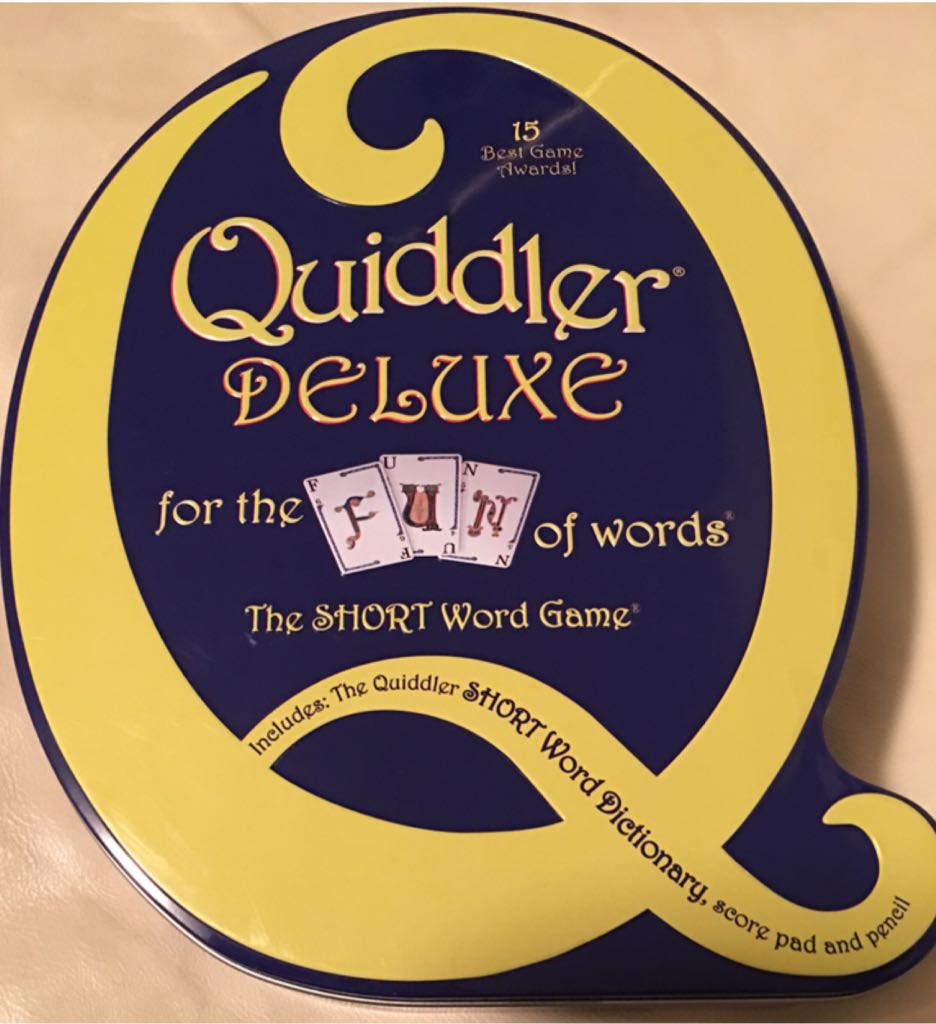 15
Best Game
Awards!
Quiddler®
DELUXE
for the FUN of words®
The SHORT Word Game®
Includes: The Quiddler SHORT Word Dictionary, score pad and pencil